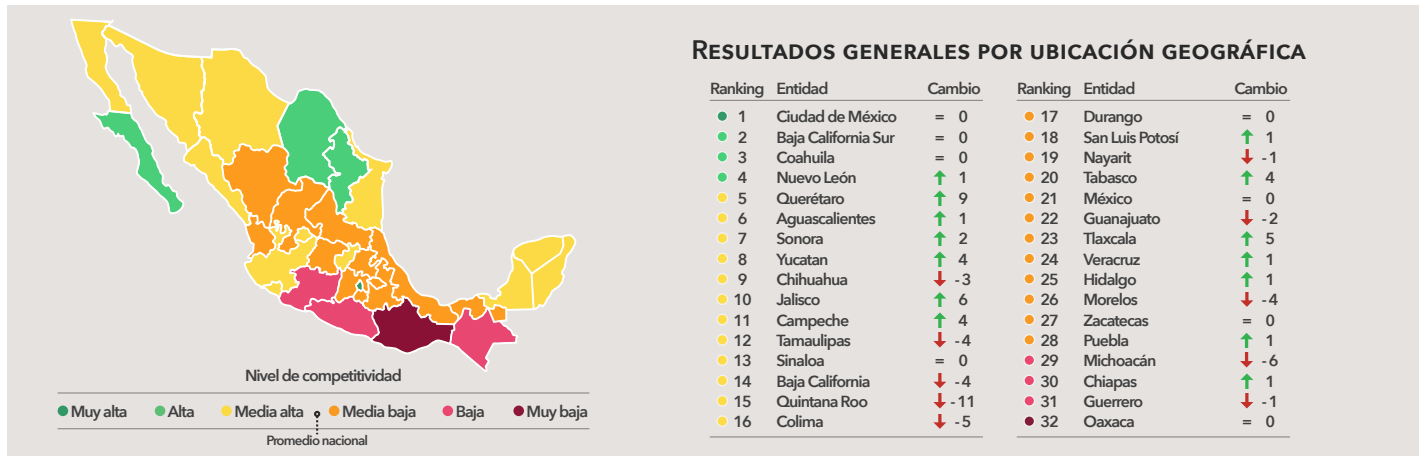 RESULTADOS GENERALES POR UBICACIÓN GEOGRÁFICA
Ranking Entidad Cambio
1 Ciudad de México = 0
2 Baja California Sur = 0
3 Coahuila = 0
4 Nuevo León ↑ 1
5 Querétaro ↑ 9
6 Aguascalientes ↑ 1
7 Sonora ↑ 2
8 Yucatan ↑ 4
9 Chihuahua ↓ -3
10 Jalisco ↑ 6
11 Campeche ↑ 4
12 Tamaulipas ↓ -4
13 Sinaloa = 0
14 Baja California ↓ -4
15 Quintana Roo ↓ -11
16 Colima ↓ -5
Ranking Entidad Cambio
17 Durango = 0
18 San Luis Potosí ↑ 1
19 Nayarit ↓ -1
20 Tabasco ↑ 4
21 México = 0
22 Guanajuato ↓ -2
23 Tlaxcala ↑ 5
24 Veracruz ↑ 1
25 Hidalgo ↑ 1
26 Morelos ↓ -4
27 Zacatecas = 0
28 Puebla ↑ 1
29 Michoacán ↓ -6
30 Chiapas ↑ 1
31 Guerrero ↓ -1
32 Oaxaca = 0
Nivel de competitividad
Muy alta Alta Media alta Media baja Baja Muy baja
Promedio nacional